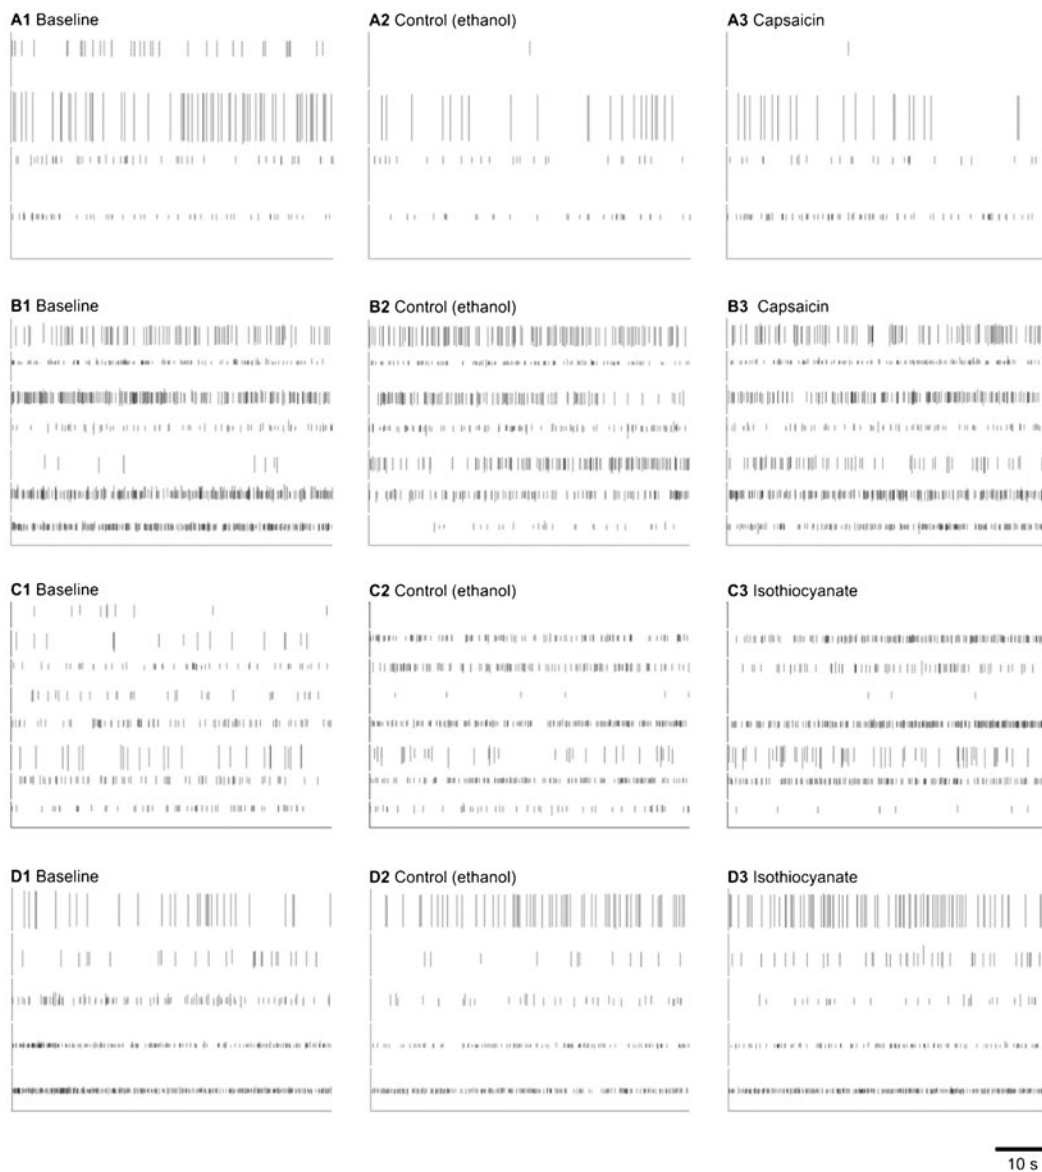 A1 Baseline
A2 Control (ethanol)
A3 Capsaicin
B1 Baseline
B2 Control (ethanol)
B3 Capsaicin
C1 Baseline
C2 Control (ethanol)
C3 Isothiocyanate
D1 Baseline
D2 Control (ethanol)
D3 Isothiocyanate
10 s